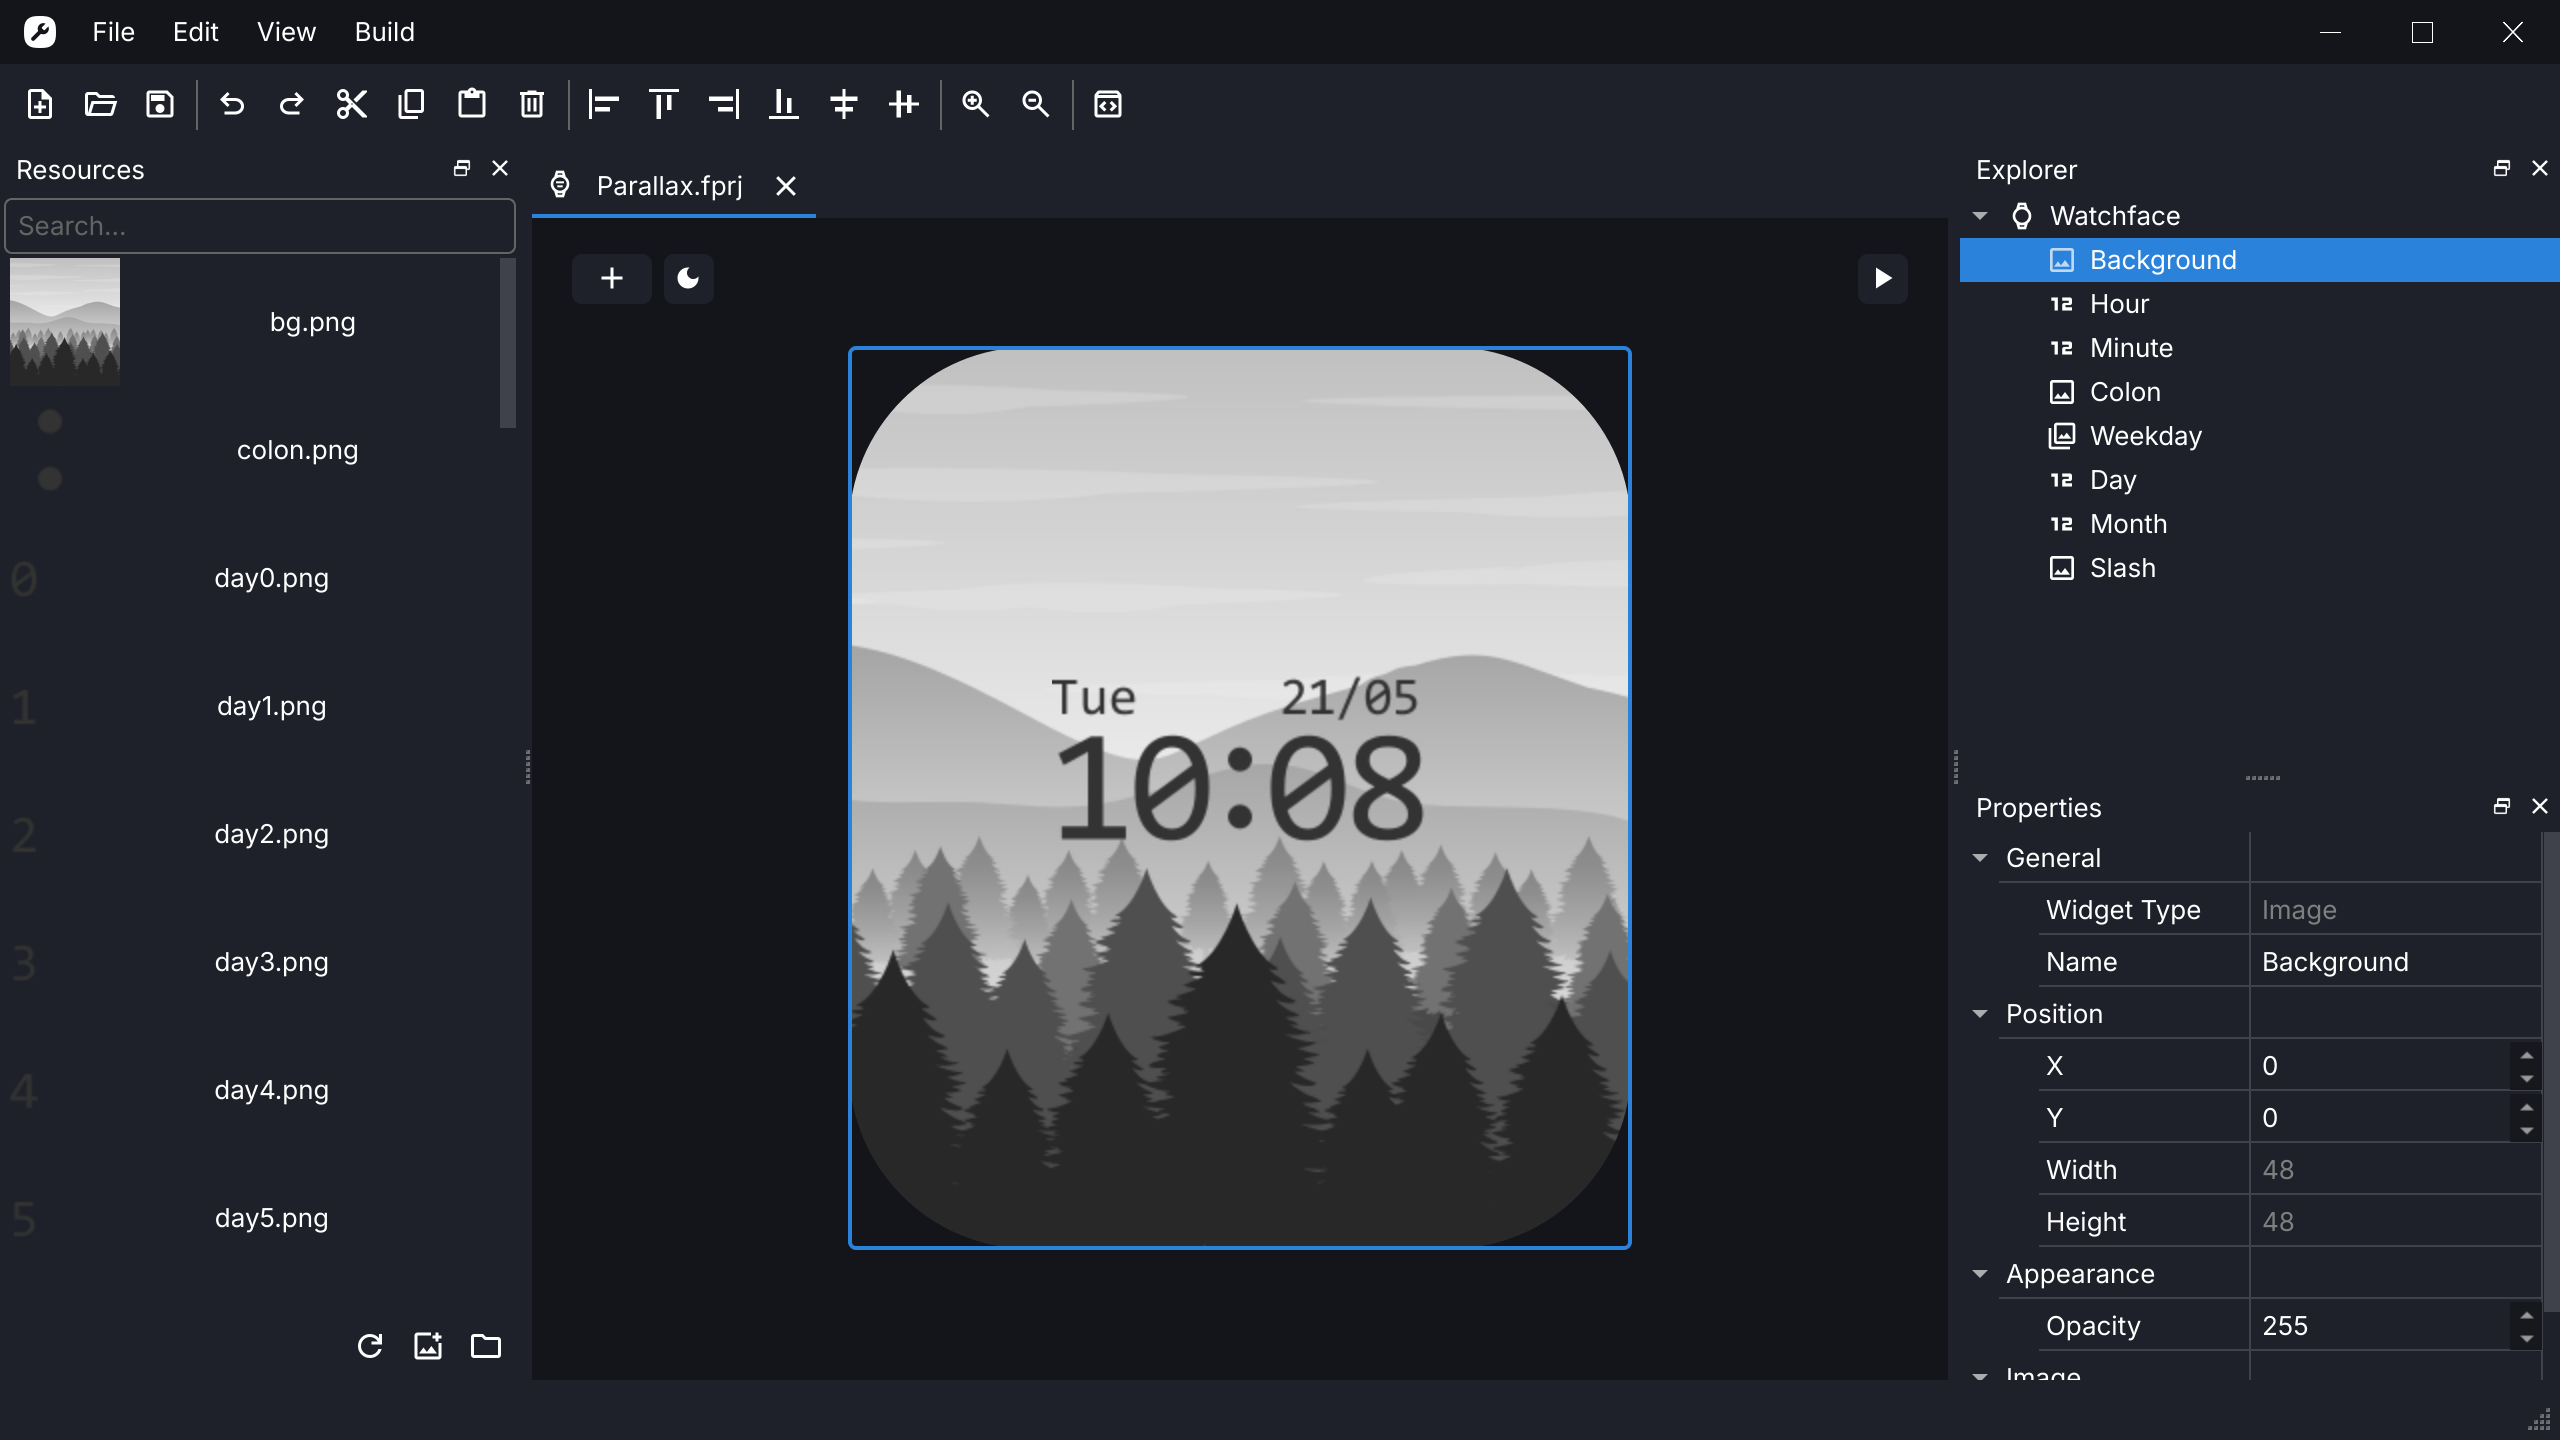 File Edit View Build
Resources
Search...
bg.png
colon.png
0 day0.png
1 day1.png
2 day2.png
3 day3.png
4 day4.png
5 day5.png
Parallax.fprj
Tue 21/05
10:08
Explorer
Watchface
Background
12 Hour
12 Minute
Colon
Weekday
12 Day
12 Month
Slash
Properties
General
Widget Type Image
Name Background
Position
X 0
Y 0
Width 48
Height 48
Appearance
Opacity 255
Image